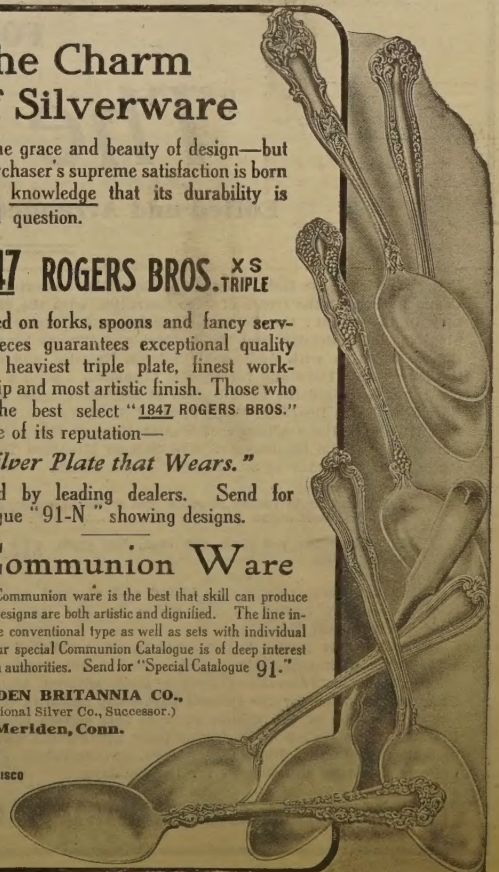 he Charm
f Silverware
e grace and beauty of design—but
chaser's supreme satisfaction is born
knowledge that its durability is
question.
47 ROGERS BROS. XS TRIPLE
ed on forks, spoons and fancy serv-
eces guarantees exceptional quality
heaviest triple plate, finest work-
ip and most artistic finish. Those who
he best select "1847 ROGERS BROS."
e of its reputation—
lver Plate that Wears."
d by leading dealers. Send for
gue "91-N" showing designs.
ommunion Ware
Communion ware is the best that skill can produce
esigns are both artistic and dignified. The line in-
e conventional type as well as sets with individual
ur special Communion Catalogue is of deep interest
n authorities. Send for "Special Catalogue 91."
DEN BRITANNIA CO.,
ional Silver Co., Successor.)
Meriden, Conn.
ISCO